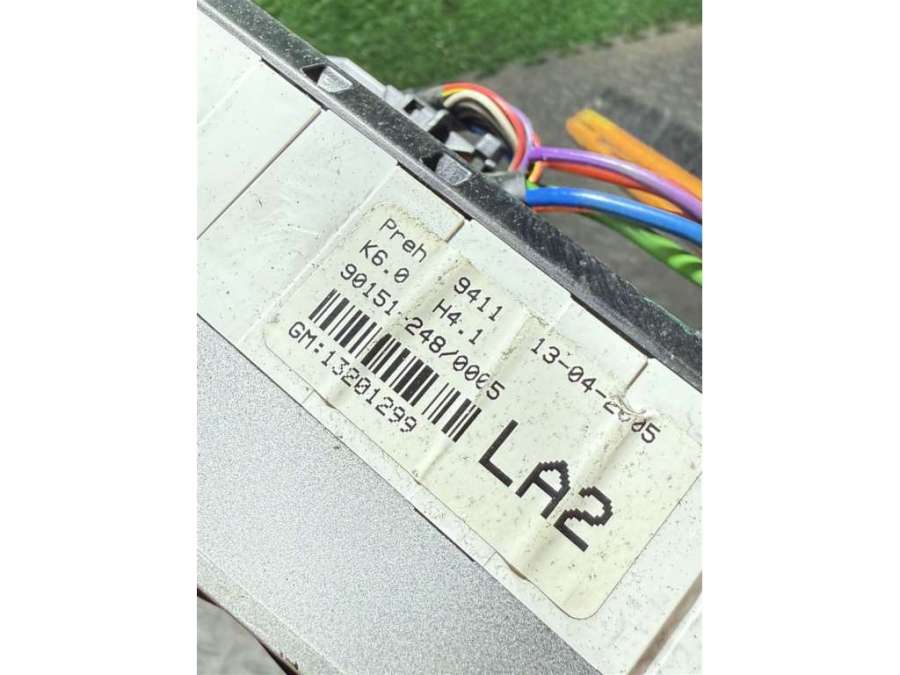 Preh 9411 13-04-2005
K6.0 H4.1
90151-248/0005
GM:13201299
LA2